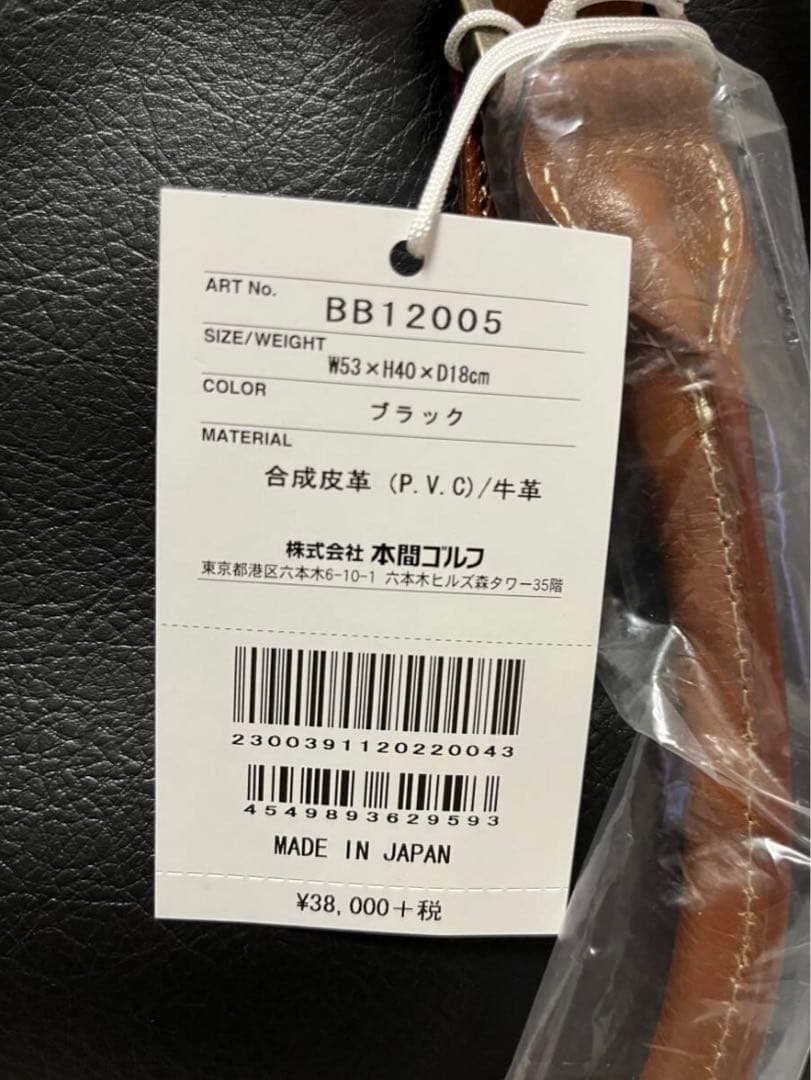 ART No.
BB12005
SIZE/WEIGHT
W53×H40×D18cm
COLOR
ブラック
MATERIAL
合成皮革 (P.V.C)/牛革
株式会社 本間ゴルフ
東京都港区六本木6-10-1 六本木ヒルズ森タワー35階
2300391120220043
4549893629593
MADE IN JAPAN
¥38,000+税